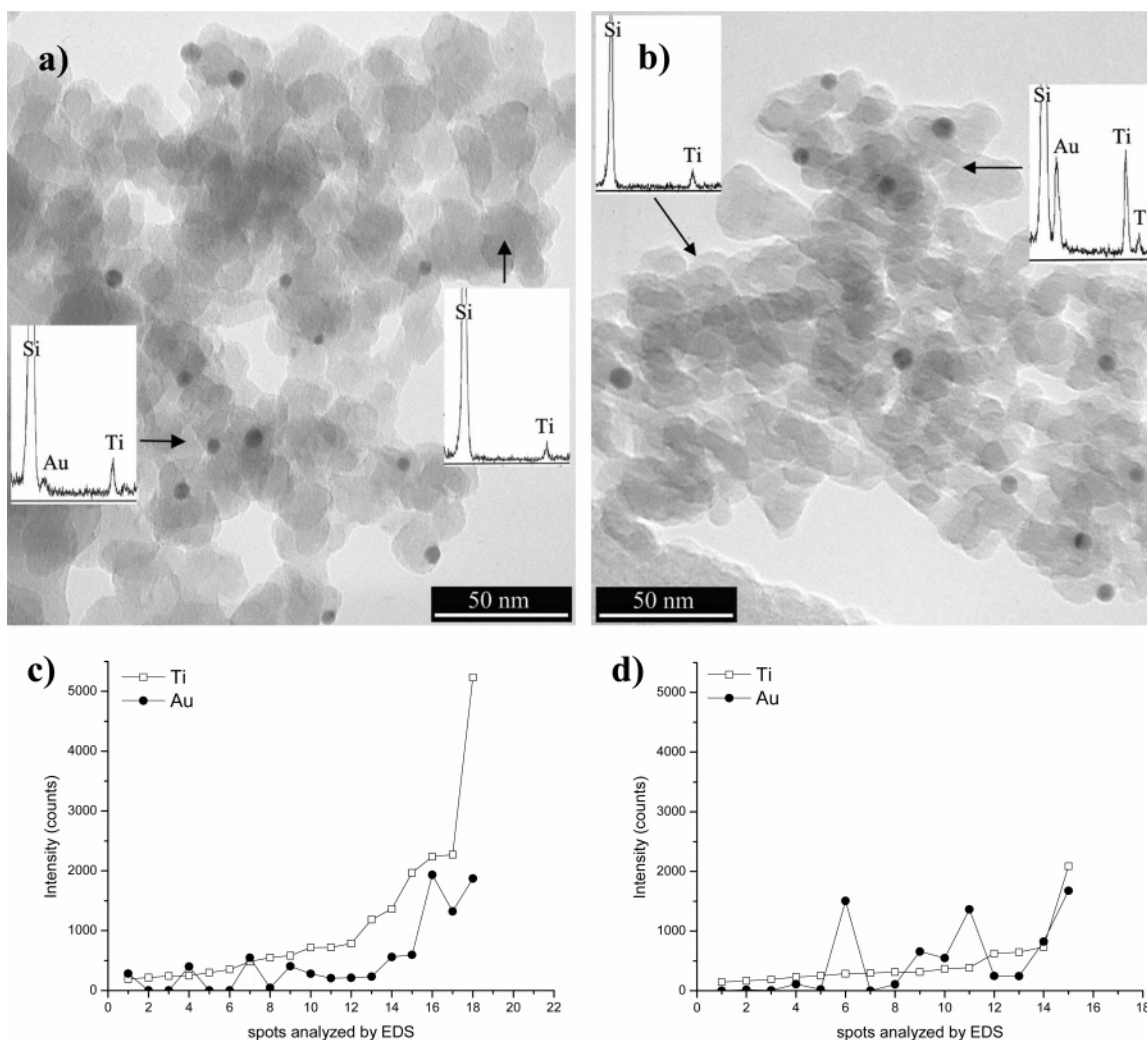 a)
Si
Au
Ti
Si
Ti
50 nm
b)
Si
Ti
Si
Au
Ti
T
50 nm
c)
Ti
Au
Intensity (counts)
5000
4000
3000
2000
1000
0
0 2 4 6 8 10 12 14 16 18 20 22
spots analyzed by EDS
d)
Ti
Au
Intensity (counts)
5000
4000
3000
2000
1000
0
0 2 4 6 8 10 12 14 16 18
spots analyzed by EDS